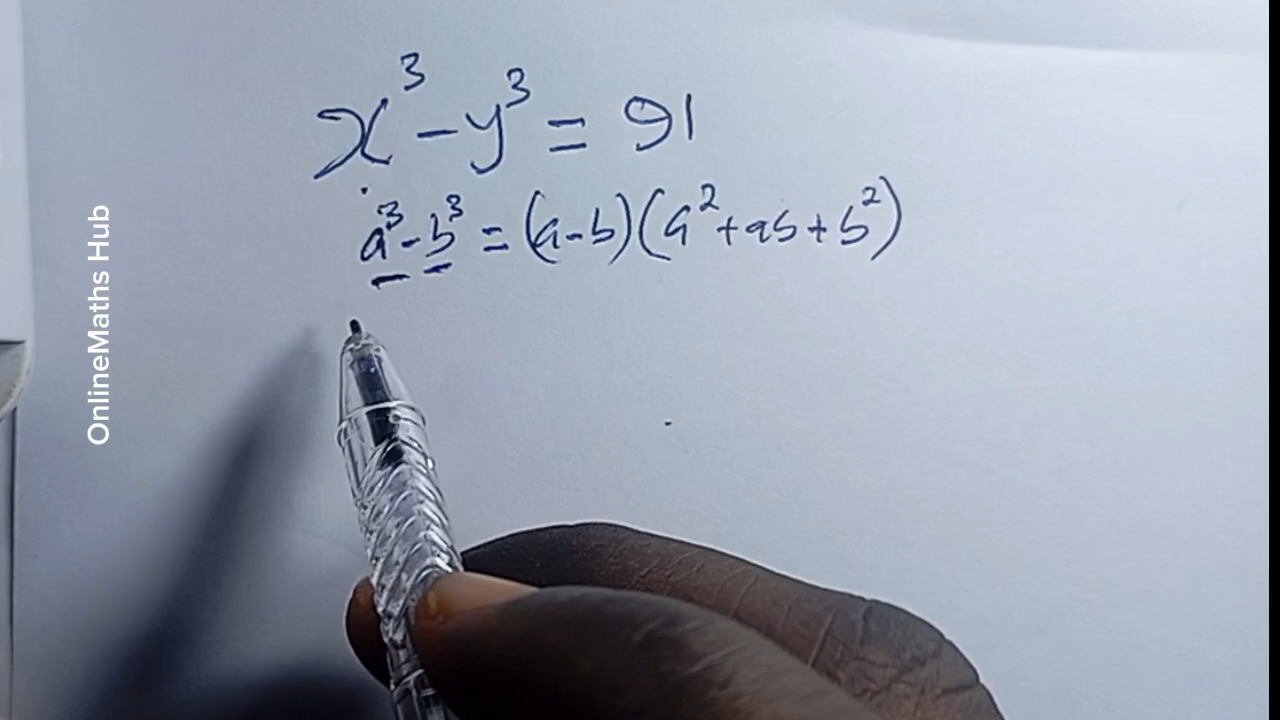 x³ - y³ = 91
a³ - b³ = (a - b)(a² + ab + b²)
OnlineMaths Hub